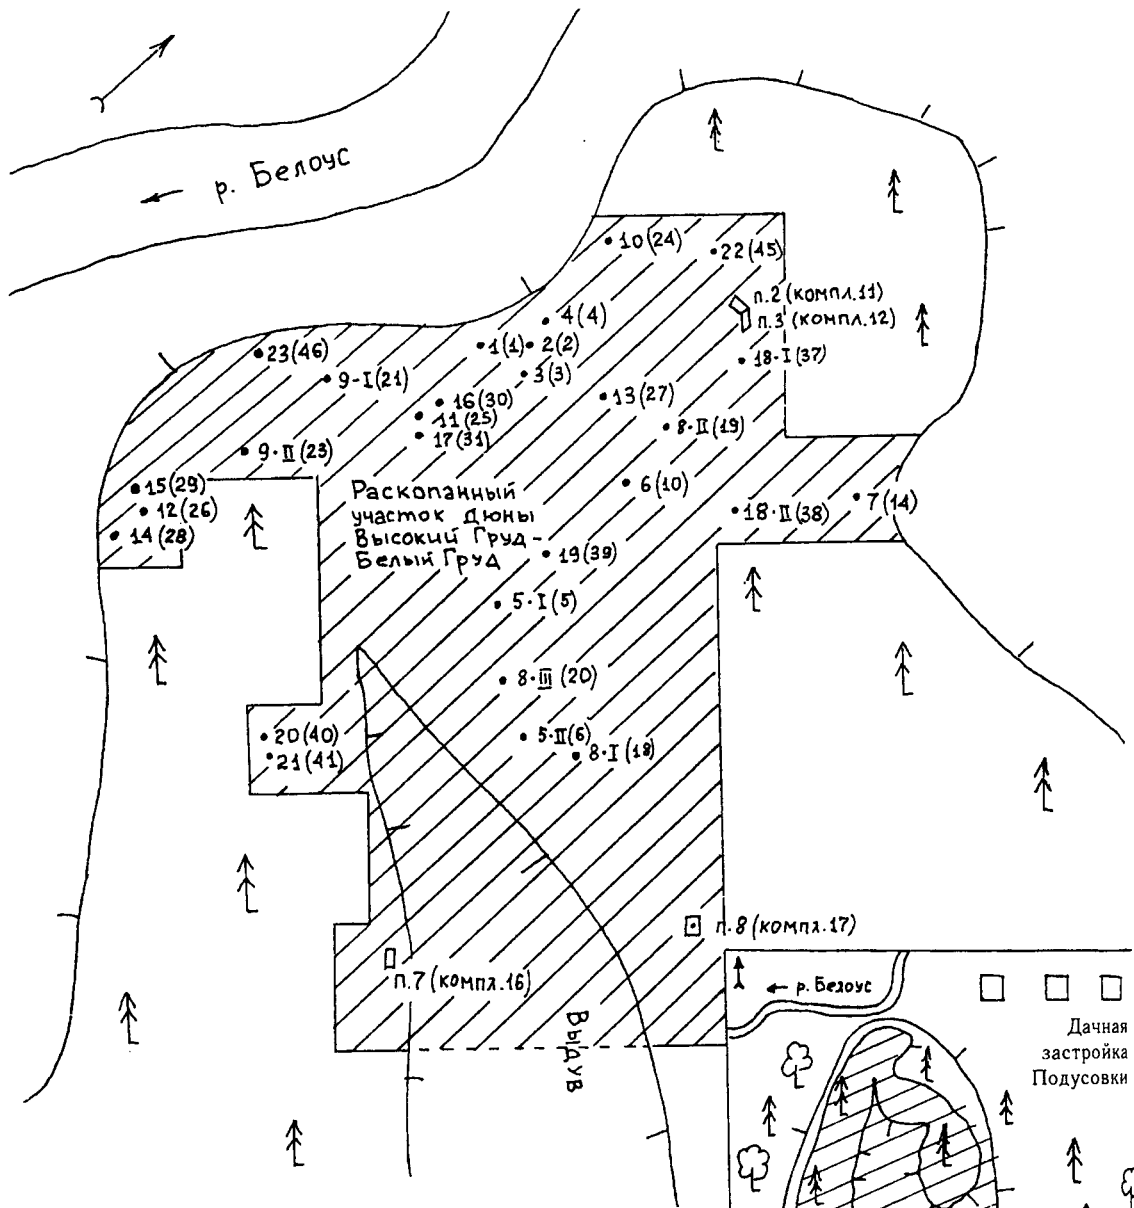 р. Белоус
10(24)
22(45)
п.2 (компл.11)
п.3 (компл.12)
4(4)
1(1)
2(2)
18-I(37)
23(46)
9-I(21)
3(3)
16(30)
13(27)
11(25)
17(31)
8-II(19)
9-II(23)
15(29)
12(26)
14(28)
6(10)
7(14)
18-II(38)
Раскопанный
участок дюны
Высокий Груд-
Белый Груд
19(39)
5-I(5)
8-III(20)
20(40)
21(41)
5-II(6)
8-I(18)
п.8 (компл.17)
п.7 (компл.16)
Выдув
р. Белоус
Дачная
застройка
Подусовки